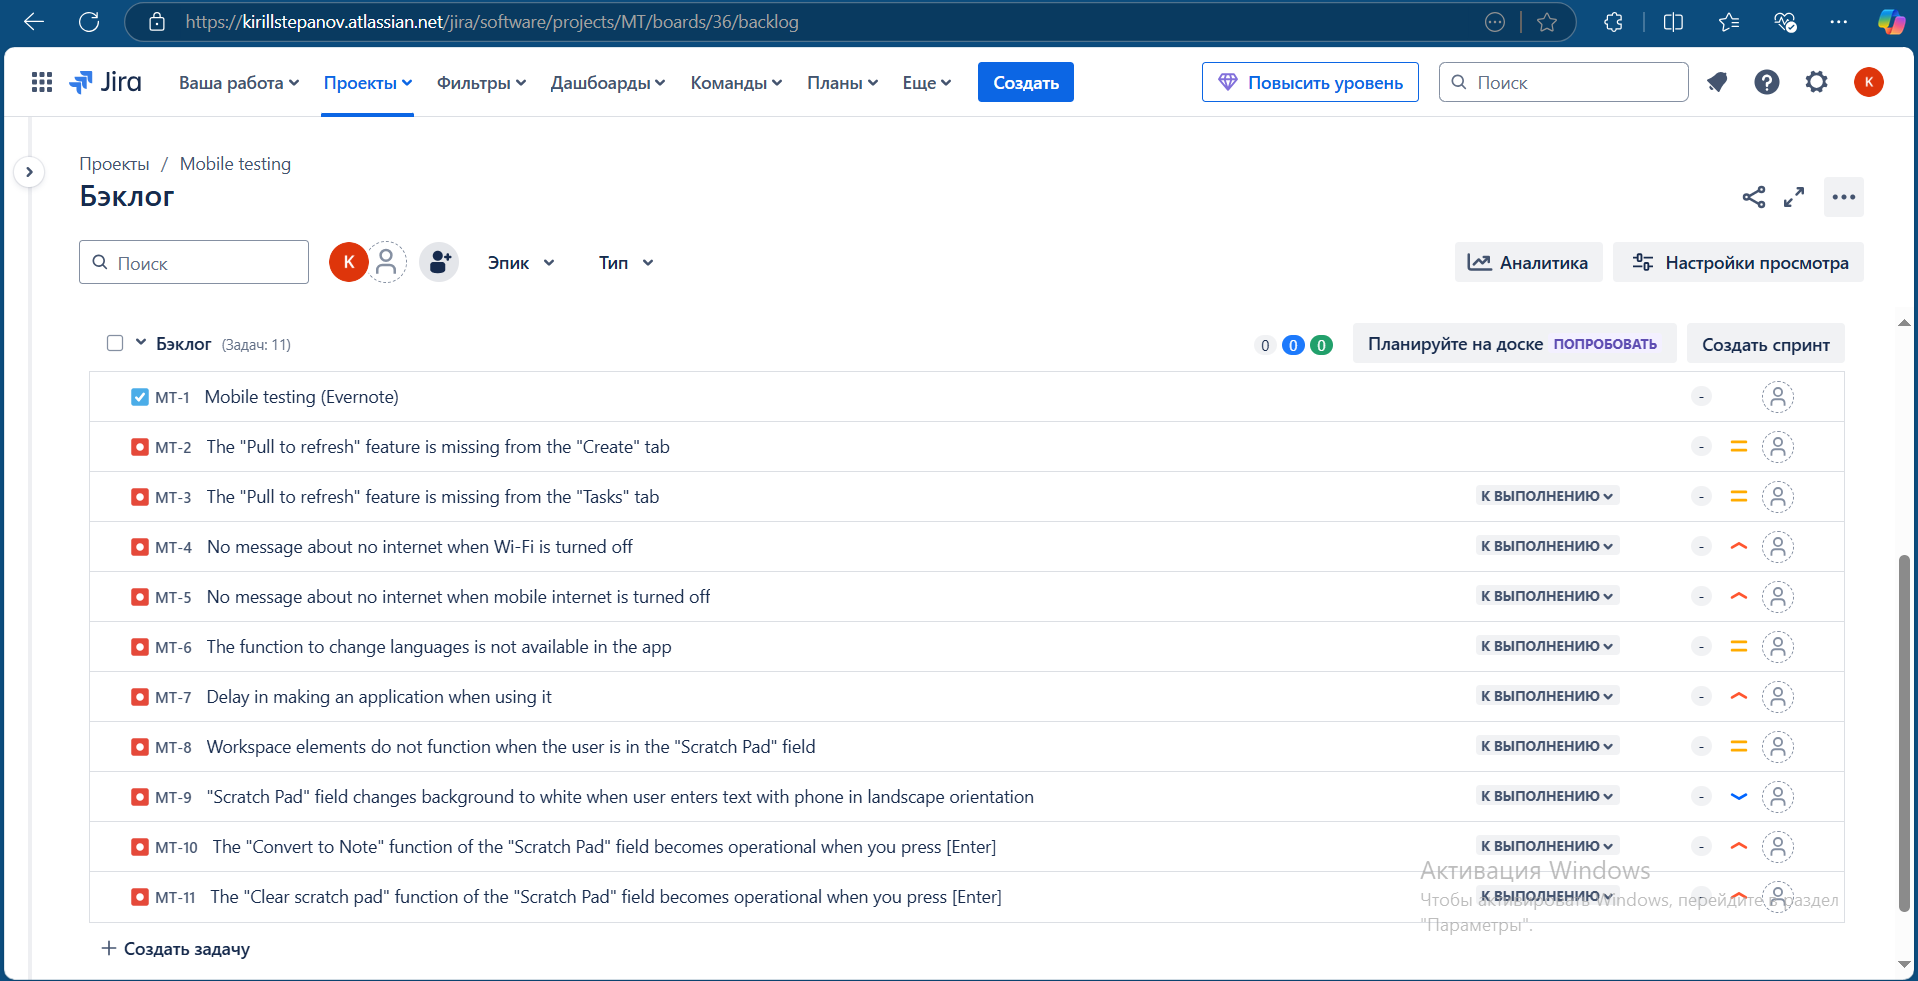 https://kirillstepanov.atlassian.net/jira/software/projects/MT/boards/36/backlog
Jira Ваша работа Проекты Фильтры Дашборды Команды Планы Еще Создать Повысить уровень Поиск K
Проекты / Mobile testing
Бэклог
Поиск K Эпик Тип Аналитика Настройки просмотра
Бэклог (Задач: 11) 0 0 0 Планируйте на доске ПОПРОБОВАТЬ Создать спринт
MT-1 Mobile testing (Evernote) -
MT-2 The "Pull to refresh" feature is missing from the "Create" tab -
MT-3 The "Pull to refresh" feature is missing from the "Tasks" tab К ВЫПОЛНЕНИЮ -
MT-4 No message about no internet when Wi-Fi is turned off К ВЫПОЛНЕНИЮ -
MT-5 No message about no internet when mobile internet is turned off К ВЫПОЛНЕНИЮ -
MT-6 The function to change languages is not available in the app К ВЫПОЛНЕНИЮ -
MT-7 Delay in making an application when using it К ВЫПОЛНЕНИЮ -
MT-8 Workspace elements do not function when the user is in the "Scratch Pad" field К ВЫПОЛНЕНИЮ -
MT-9 "Scratch Pad" field changes background to white when user enters text with phone in landscape orientation К ВЫПОЛНЕНИЮ -
MT-10 The "Convert to Note" function of the "Scratch Pad" field becomes operational when you press [Enter] К ВЫПОЛНЕНИЮ -
Активация Windows
MT-11 The "Clear scratch pad" function of the "Scratch Pad" field becomes operational when you press [Enter] К ВЫПОЛНЕНИЮ -
Чтобы активировать Windows, перейдите в раздел
"Параметры".
+ Создать задачу